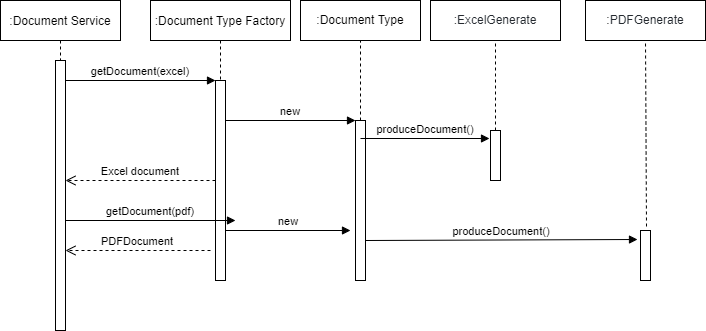 :Document Service
:Document Type Factory
:Document Type
:ExcelGenerate
:PDFGenerate
getDocument(excel)
new
produceDocument()
Excel document
getDocument(pdf)
new
produceDocument()
PDFDocument